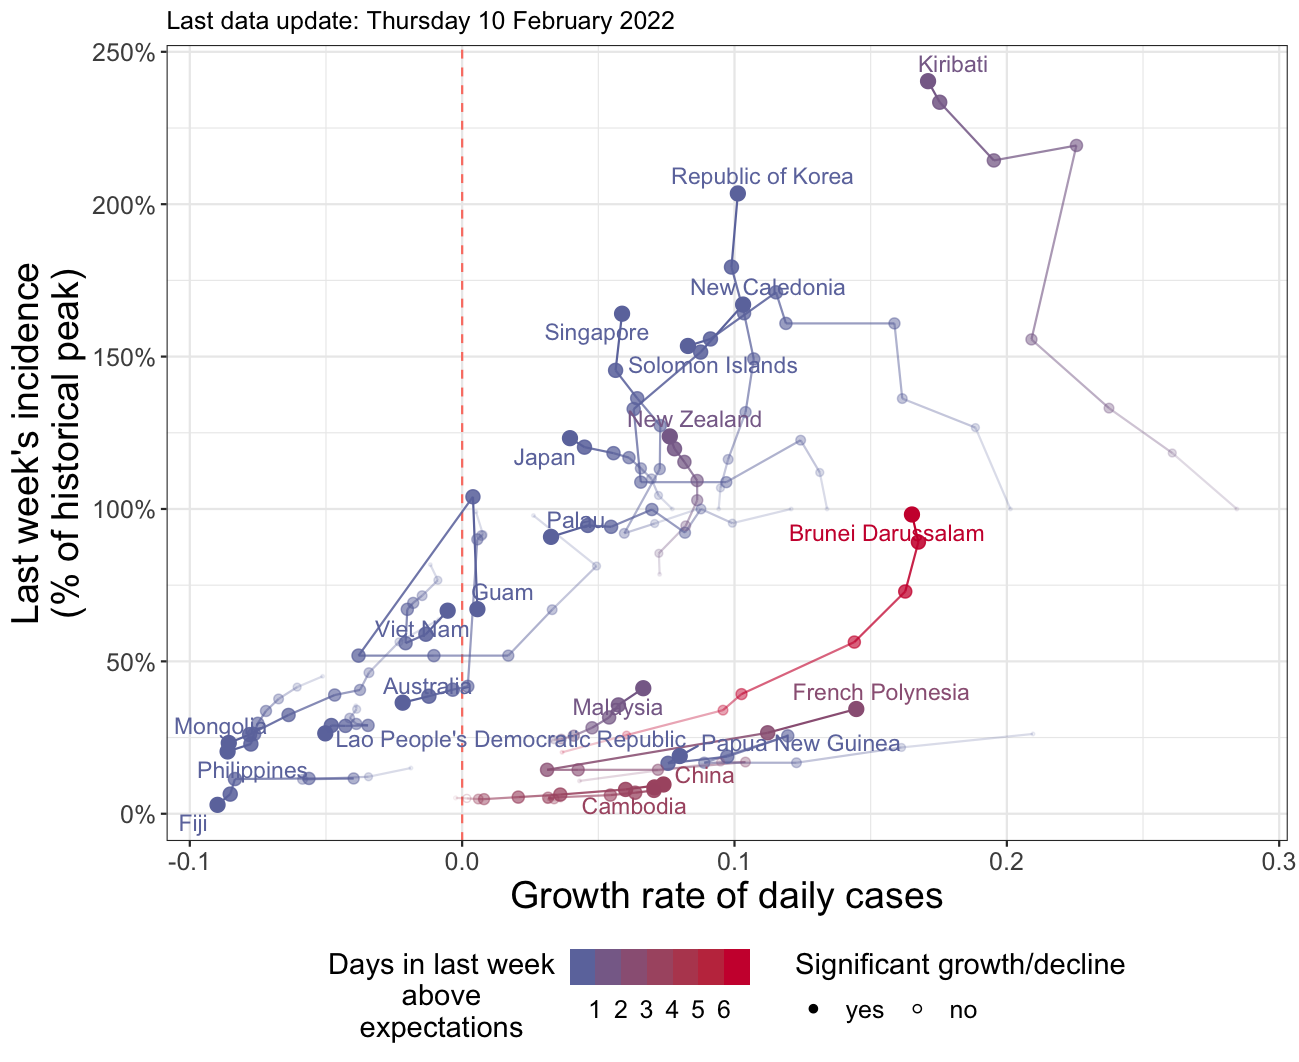 Last data update: Thursday 10 February 2022
Last week's incidence
(% of historical peak)
250%
200%
150%
100%
50%
0%
Kiribati
Republic of Korea
New Caledonia
Singapore
Solomon Islands
New Zealand
Japan
Palau
Brunei Darussalam
Guam
Viet Nam
Australia
Malaysia
French Polynesia
Mongolia
Lao People's Democratic Republic
Papua New Guinea
Philippines
China
Cambodia
Fiji
-0.1
0.0
0.1
0.2
0.3
Growth rate of daily cases
Days in last week
above
expectations
1 2 3 4 5 6
Significant growth/decline
yes
no